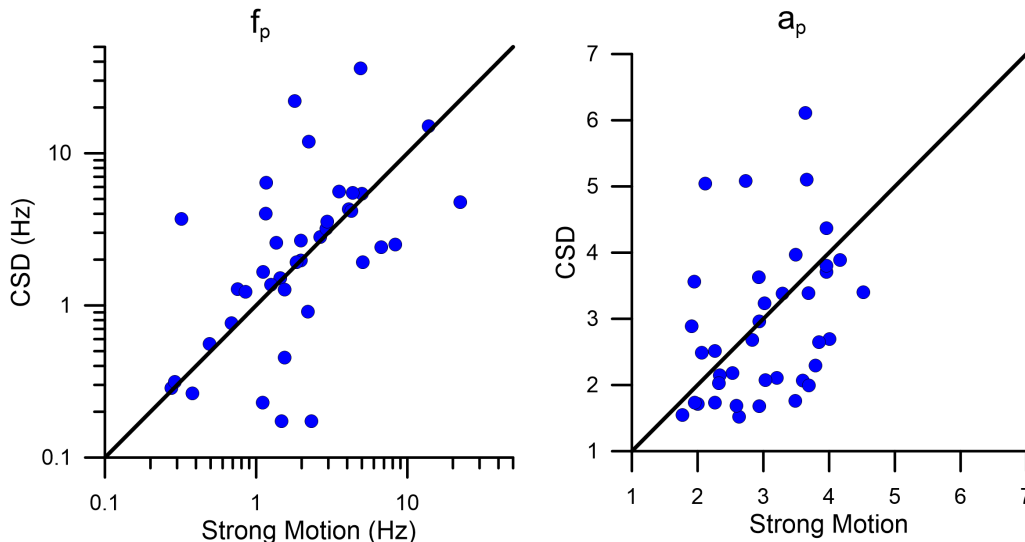 fp
CSD (Hz)
10
1
0.1
0.1 1 10
Strong Motion (Hz)
ap
CSD
7
6
5
4
3
2
1
1 2 3 4 5 6 7
Strong Motion